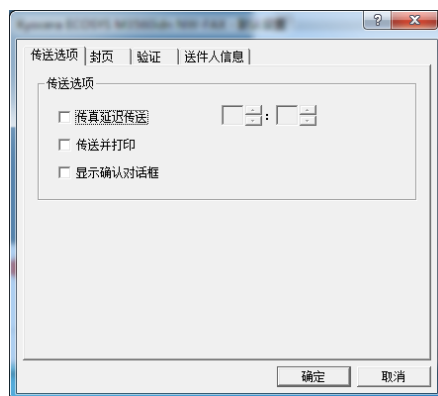 传送选项 封页 验证 送件人信息
传送选项
传真延迟传送 :
传送并打印
显示确认对话框
确定 取消